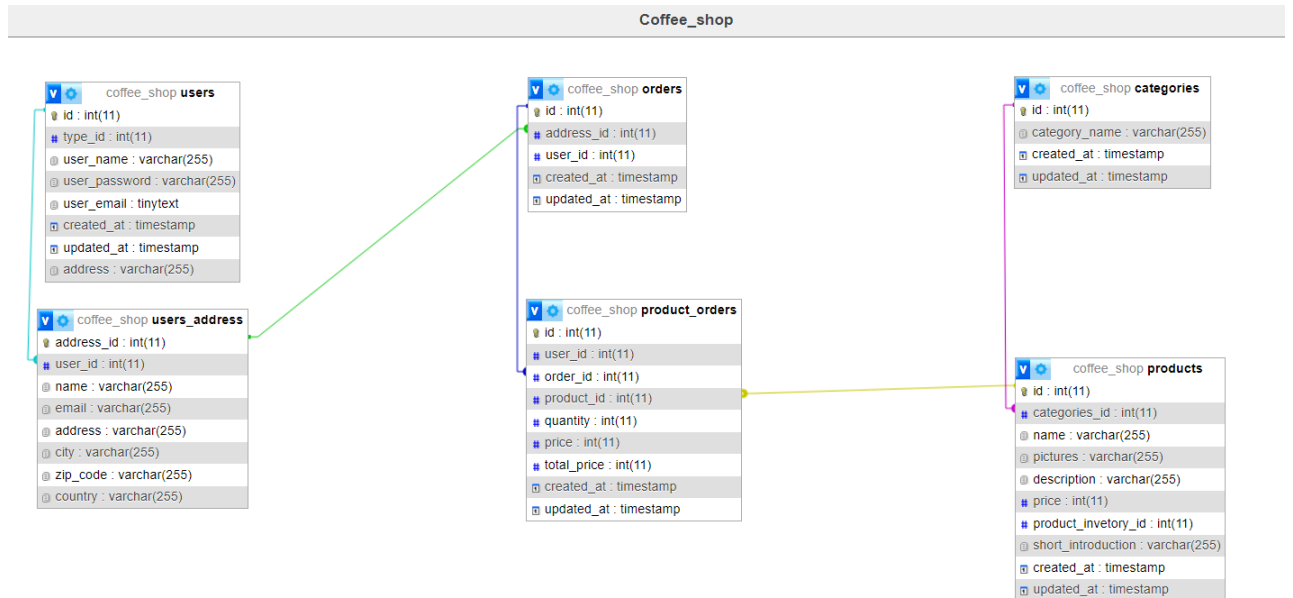 Coffee_shop
coffee_shop users
id : int(11)
type_id : int(11)
user_name : varchar(255)
user_password : varchar(255)
user_email : tinytext
created_at : timestamp
updated_at : timestamp
address : varchar(255)
coffee_shop users_address
address_id : int(11)
user_id : int(11)
name : varchar(255)
email : varchar(255)
address : varchar(255)
city : varchar(255)
zip_code : varchar(255)
country : varchar(255)
coffee_shop orders
id : int(11)
address_id : int(11)
user_id : int(11)
created_at : timestamp
updated_at : timestamp
coffee_shop product_orders
id : int(11)
user_id : int(11)
order_id : int(11)
product_id : int(11)
quantity : int(11)
price : int(11)
total_price : int(11)
created_at : timestamp
updated_at : timestamp
coffee_shop categories
id : int(11)
category_name : varchar(255)
created_at : timestamp
updated_at : timestamp
coffee_shop products
id : int(11)
categories_id : int(11)
name : varchar(255)
pictures : varchar(255)
description : varchar(255)
price : int(11)
product_invetory_id : int(11)
short_introduction : varchar(255)
created_at : timestamp
updated_at : timestamp